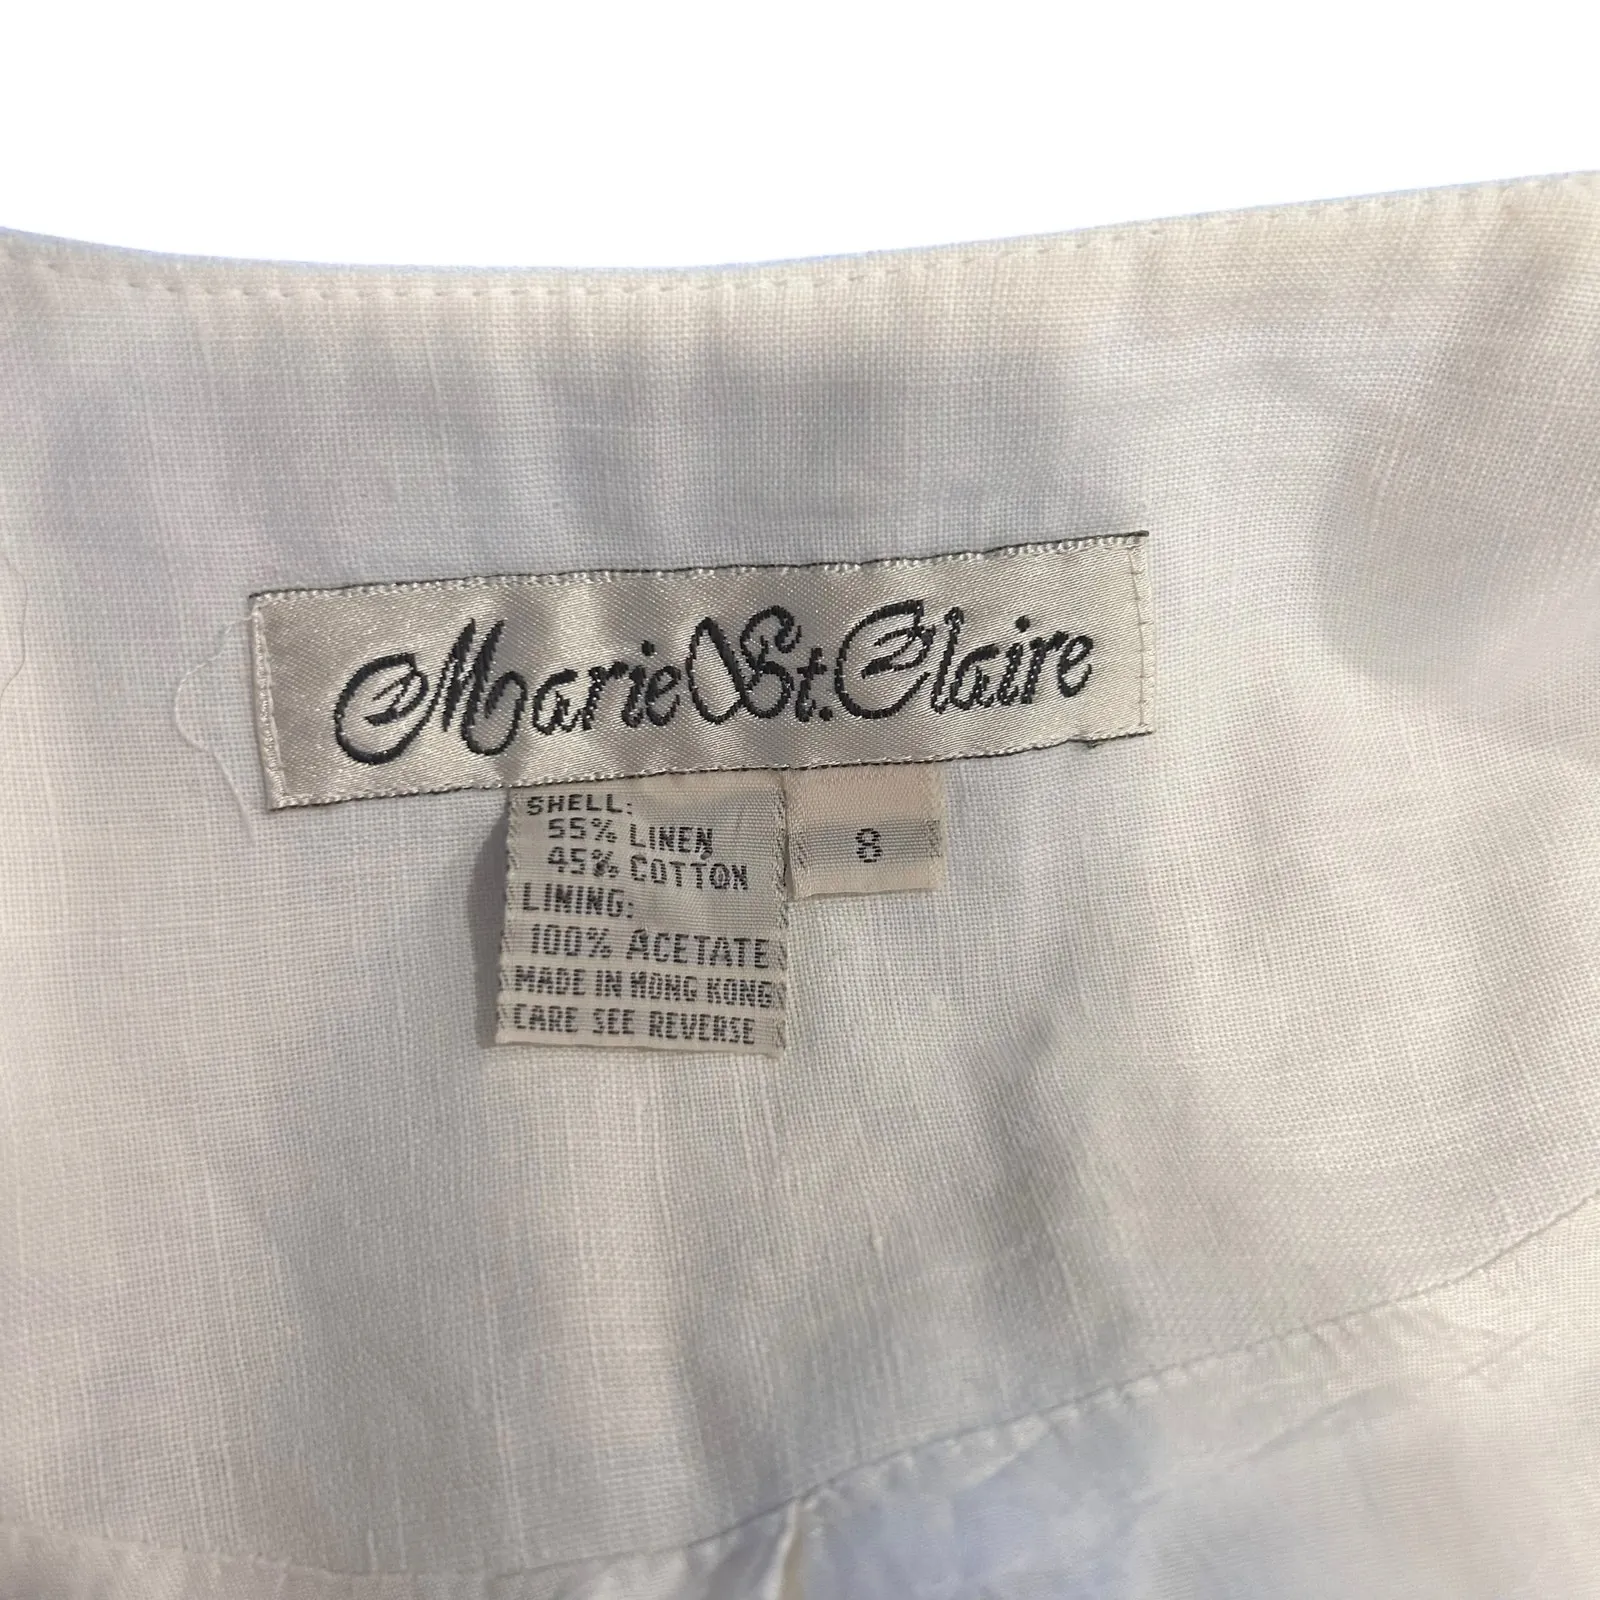 Marie St. Claire
SHELL:
55% LINEN
45% COTTON
LINING:
100% ACETATE
MADE IN HONG KONG
CARE SEE REVERSE
8